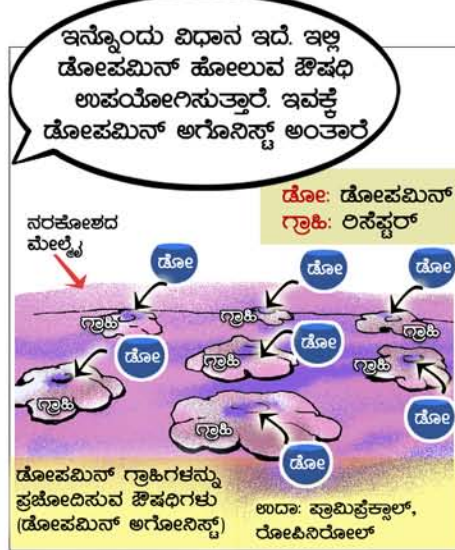 ಇನ್ನೊಂದು ವಿಧಾನ ಇದೆ. ಇಲ್ಲಿ
ಡೋಪಮಿನ್ ಹೋಲುವ ಔಷಧಿ
ಉಪಯೋಗಿಸುತ್ತಾರೆ. ಇವಕ್ಕೆ
ಡೋಪಮಿನ್ ಅಗೊನಿಸ್ಟ್ ಅಂತಾರೆ
ಡೋ: ಡೋಪಮಿನ್
ಗ್ರಾಹಿ: ರಿಸೆಪ್ಟರ್
ನರಕೋಶದ
ಮೇಲ್ಮೈ
ಡೋ
ಡೋ
ಡೋ
ಗ್ರಾಹಿ
ಗ್ರಾಹಿ
ಗ್ರಾಹಿ
ಡೋ
ಡೋ
ಗ್ರಾಹಿ
ಗ್ರಾಹಿ
ಗ್ರಾಹಿ
ಡೋ
ಗ್ರಾಹಿ
ಡೋ
ಡೋಪಮಿನ್ ಗ್ರಾಹಿಗಳನ್ನು
ಪ್ರಚೋದಿಸುವ ಔಷಧಿಗಳು
(ಡೋಪಮಿನ್ ಅಗೋನಿಸ್ಟ್)
ಉದಾ: ಪ್ರಾಮಿಪ್ರೆಕ್ಸಾಲ್,
ರೋಪಿನಿರೋಲ್